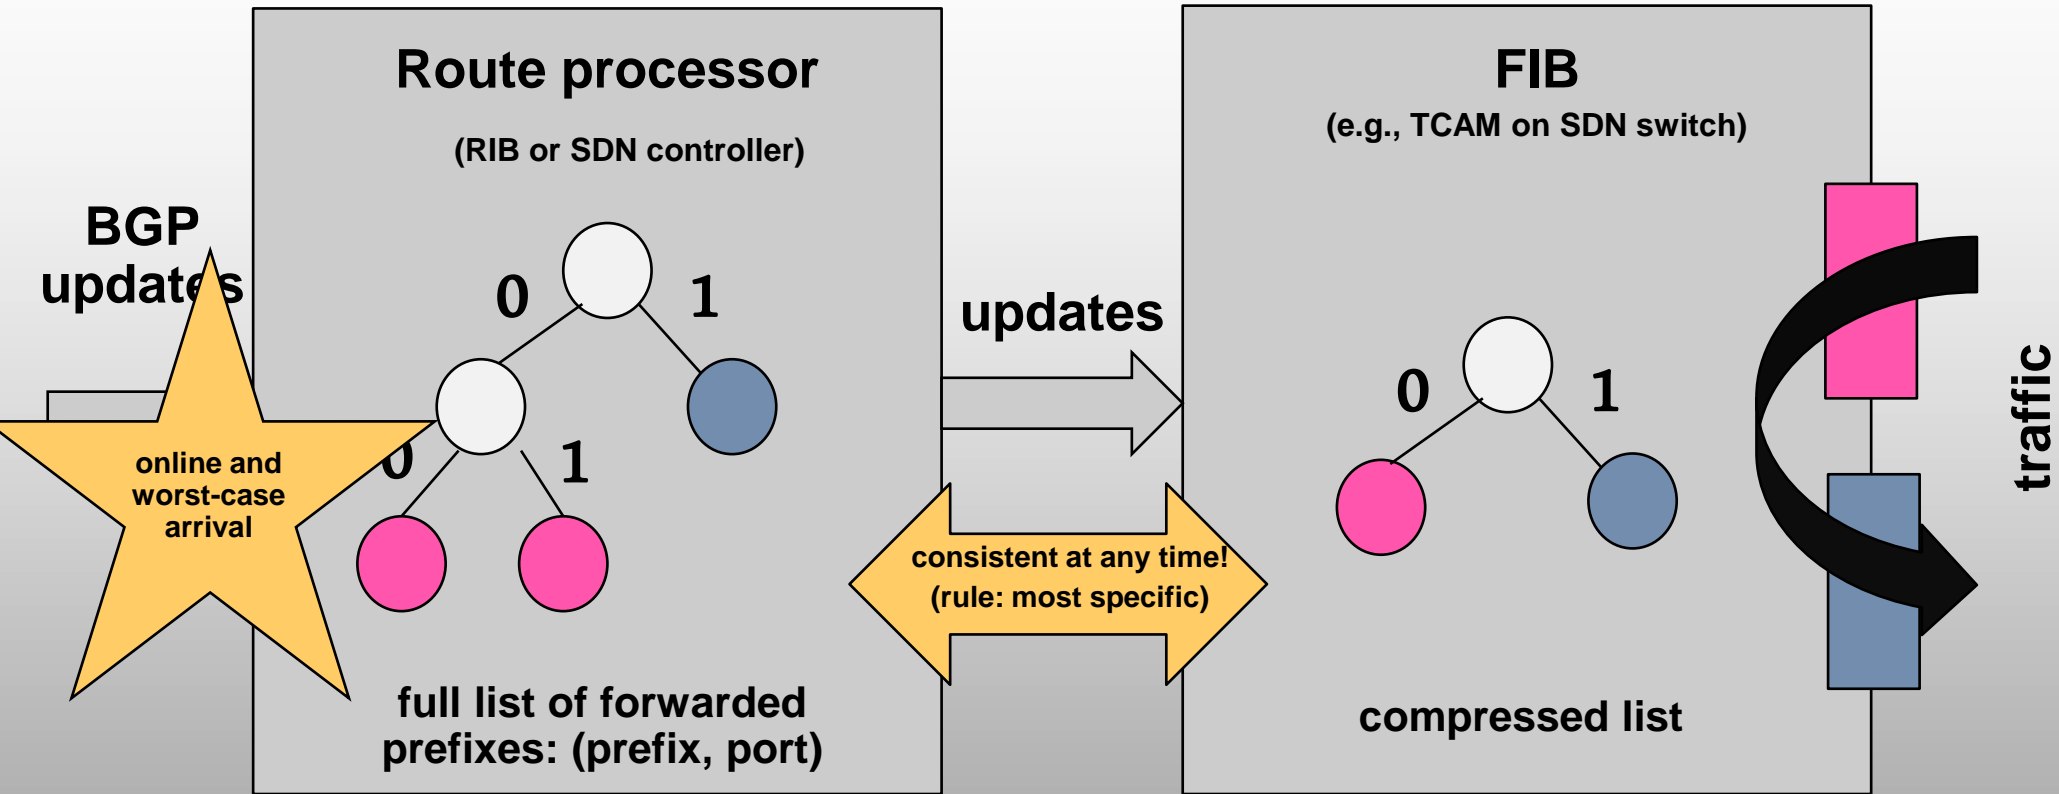 Route processor
(RIB or SDN controller)
FIB
(e.g., TCAM on SDN switch)
BGP
updates
0
1
0
1
online and
worst-case
arrival
updates
0
1
consistent at any time!
(rule: most specific)
traffic
full list of forwarded
prefixes: (prefix, port)
compressed list